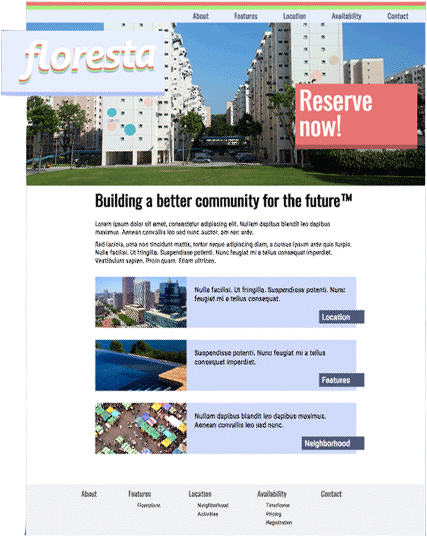 About Features Location Availability Contact
floresta
Reserve
now!
Building a better community for the future™
Lorem ipsum dolor sit amet, consectetur adipiscing elit. Nullam dapibus blandit leo dapibus
maximus. Aenean convallis leo sed nunc auctor, am non ante.
Sed lacinia, urna non tincidunt mattis, tortor neque adipiscing diam, a cursus ipsum ante quis turpis.
Nulla facilisi. Ut fringilla. Suspendisse potenti. Nunc feugiat mi a tellus consequat imperdiet.
Vestibulum sapien. Proin quam. Etiam ultrices.
Nulla facilisi. Ut fringilla. Suspendisse potenti. Nunc
feugiat mi a tellus consequat.
Location
Suspendisse potenti. Nunc feugiat mi a tellus
consequat imperdiet.
Features
Nullam dapibus blandit leo dapibus maximus.
Aenean convallis leo sed nunc.
Neighborhood
About Features Location Availability Contact
Floorplans Neighborhood Timeframe
Activities Pricing
Registration